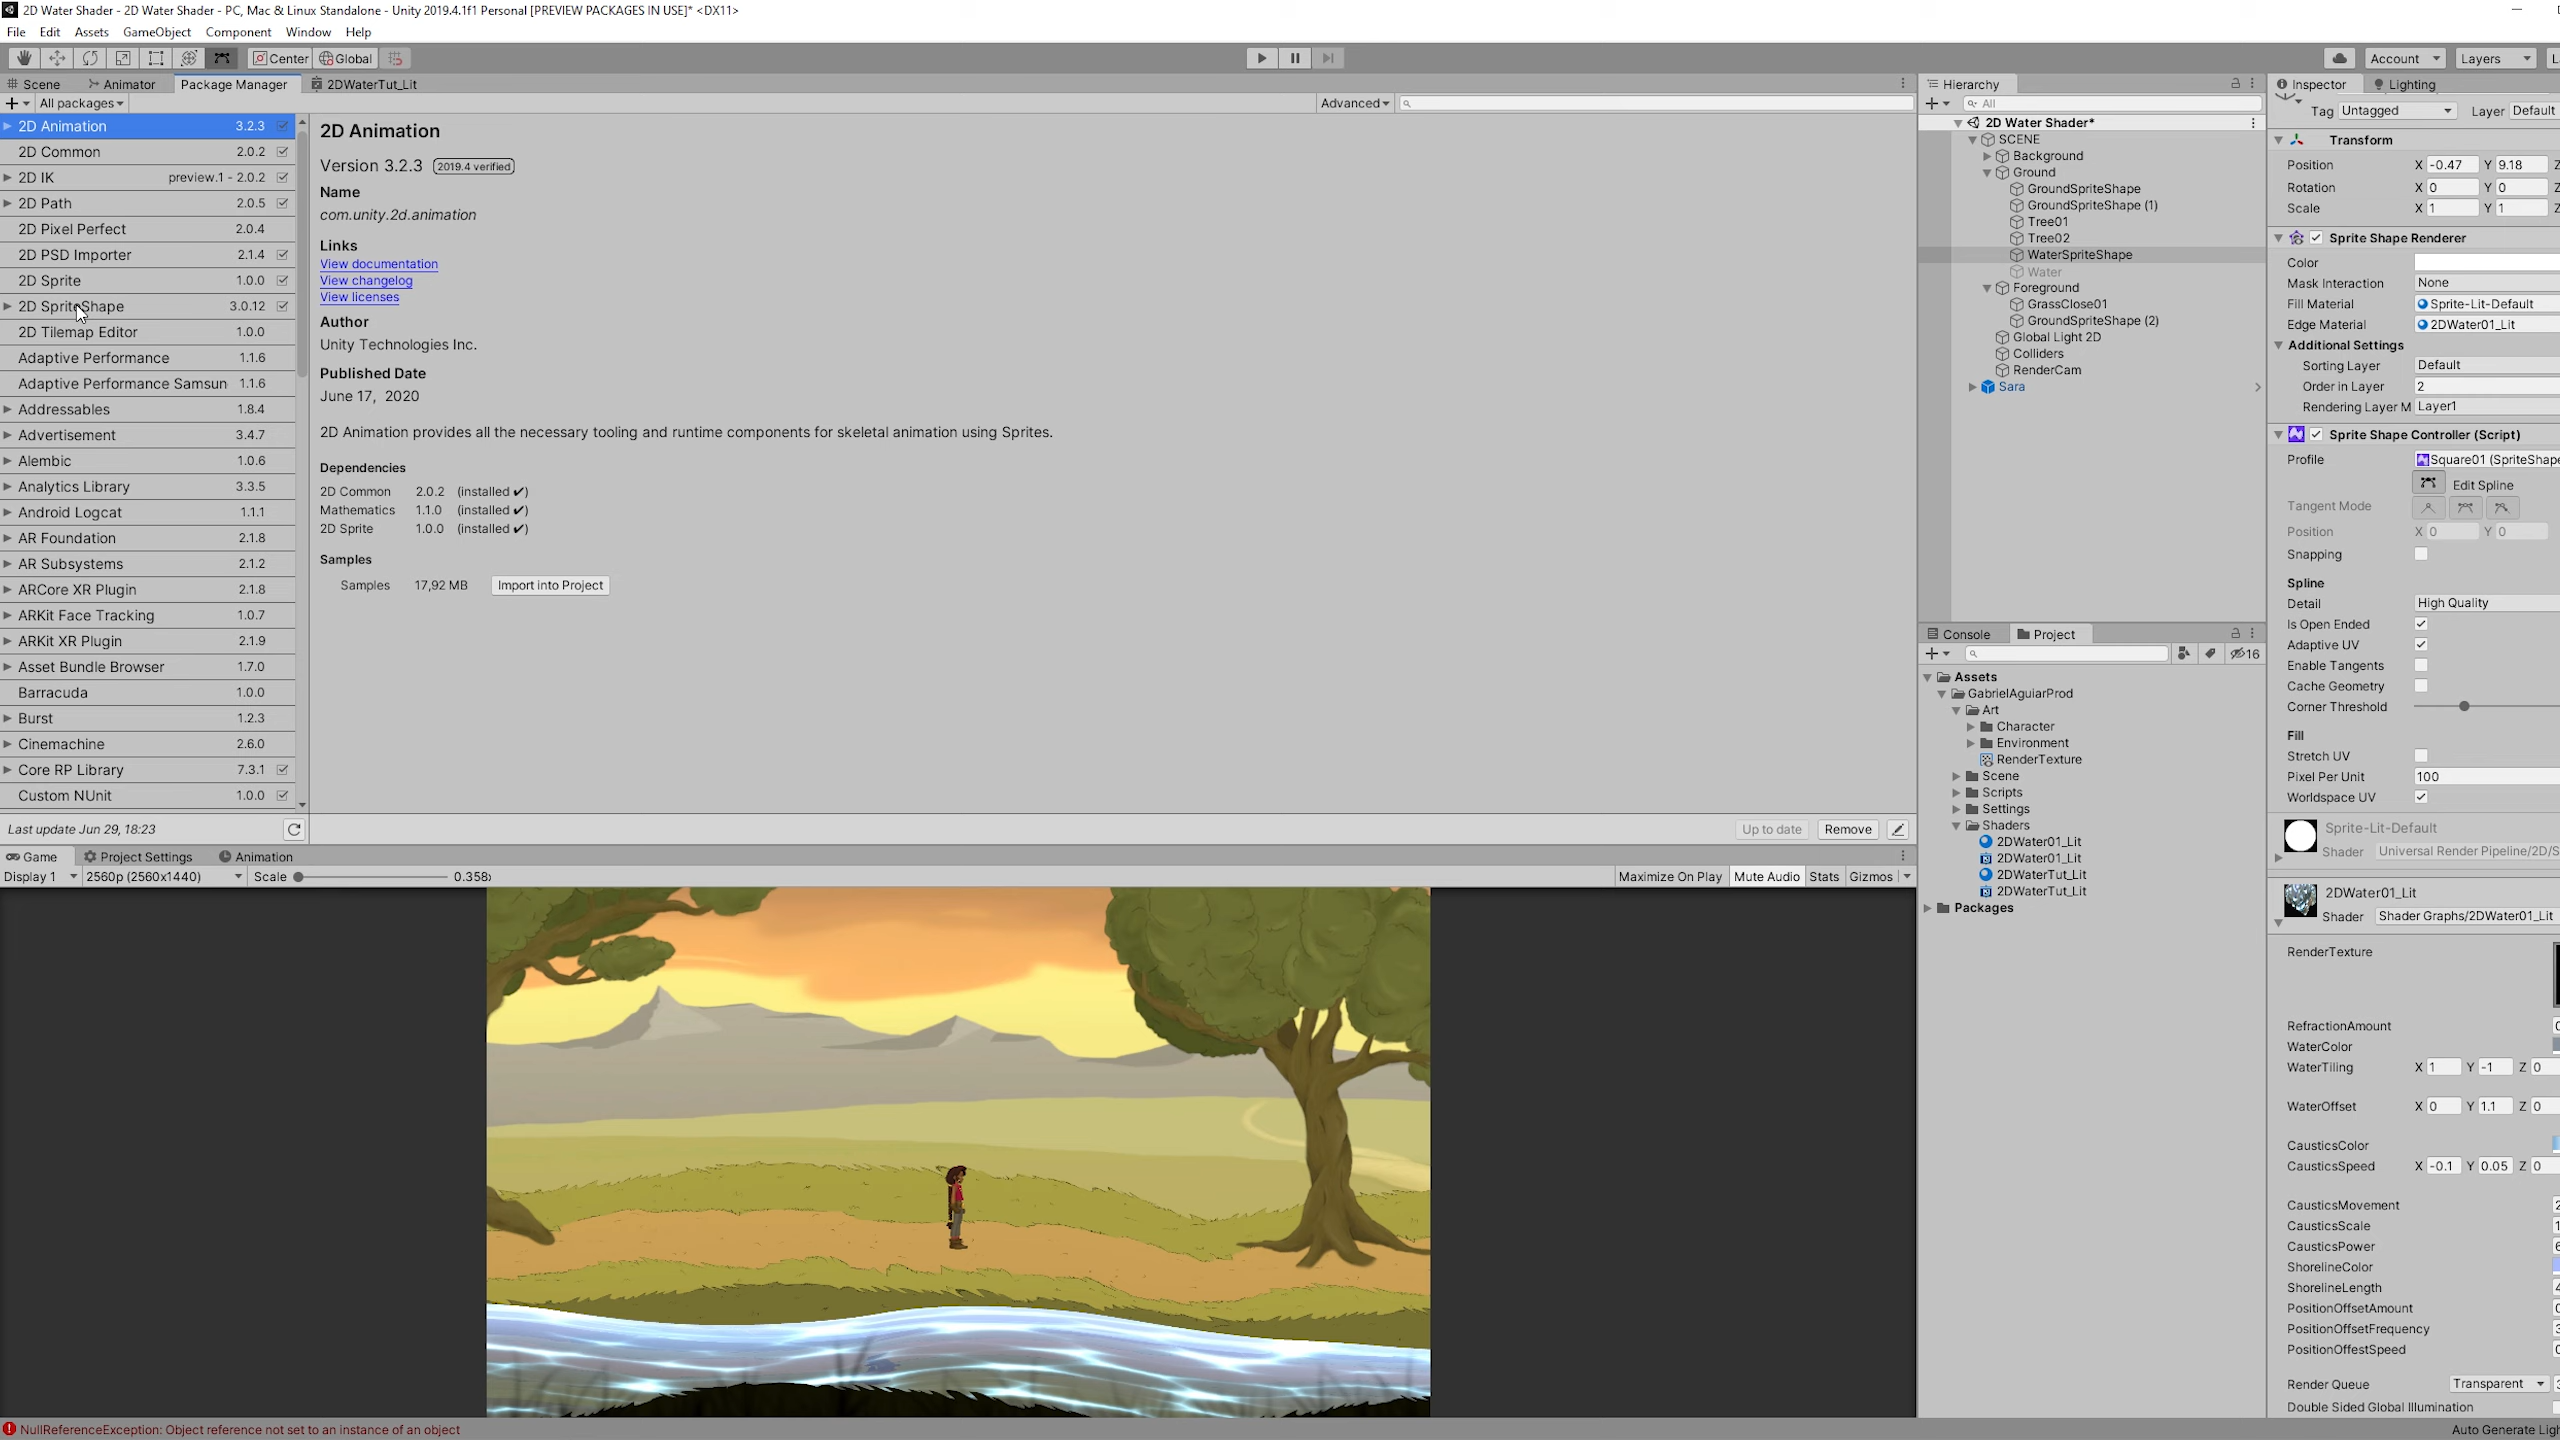 2D Water Shader - 2D Water Shader - PC, Mac & Linux Standalone - Unity 2019.4.1f1 Personal [PREVIEW PACKAGES IN USE]* <DX11>
File Edit Assets GameObject Component Window Help
Center Global Account Layers
Scene Animator Package Manager 2DWaterTut_Lit
All packages Advanced
2D Animation 3.2.3
2D Common 2.0.2
2D IK preview.1 - 2.0.2
2D Path 2.0.5
2D Pixel Perfect 2.0.4
2D PSD Importer 2.1.4
2D Sprite 1.0.0
2D SpriteShape 3.0.12
2D Tilemap Editor 1.0.0
Adaptive Performance 1.1.6
Adaptive Performance Samsun 1.1.6
Addressables 1.8.4
Advertisement 3.4.7
Alembic 1.0.6
Analytics Library 3.3.5
Android Logcat 1.1.1
AR Foundation 2.1.8
AR Subsystems 2.1.2
ARCore XR Plugin 2.1.8
ARKit Face Tracking 1.0.7
ARKit XR Plugin 2.1.9
Asset Bundle Browser 1.7.0
Barracuda 1.0.0
Burst 1.2.3
Cinemachine 2.6.0
Core RP Library 7.3.1
Custom NUnit 1.0.0
Last update Jun 29, 18:23
2D Animation
Version 3.2.3 2019.4 verified
Name
com.unity.2d.animation
Links
View documentation
View changelog
View licenses
Author
Unity Technologies Inc.
Published Date
June 17, 2020
2D Animation provides all the necessary tooling and runtime components for skeletal animation using Sprites.
Dependencies
2D Common 2.0.2 (installed ✔)
Mathematics 1.1.0 (installed ✔)
2D Sprite 1.0.0 (installed ✔)
Samples
Samples 17,92 MB Import into Project
Up to date Remove
Game Project Settings Animation
Display 1 2560p (2560x1440) Scale 0.358x Maximize On Play Mute Audio Stats Gizmos
Hierarchy
All
2D Water Shader*
SCENE
Background
Ground
GroundSpriteShape
GroundSpriteShape (1)
Tree01
Tree02
WaterSpriteShape
Water
Foreground
GrassClose01
GroundSpriteShape (2)
Global Light 2D
Colliders
RenderCam
Sara
Console Project
16
Assets
GabrielAguiarProd
Art
Character
Environment
RenderTexture
Scene
Scripts
Settings
Shaders
2DWater01_Lit
2DWater01_Lit
2DWaterTut_Lit
2DWaterTut_Lit
Packages
Inspector Lighting
Tag Untagged Layer Default
Transform
Position X -0.47 Y 9.18 Z
Rotation X 0 Y 0 Z
Scale X 1 Y 1 Z
Sprite Shape Renderer
Color
Mask Interaction None
Fill Material Sprite-Lit-Default
Edge Material 2DWater01_Lit
Additional Settings
Sorting Layer Default
Order in Layer 2
Rendering Layer M Layer1
Sprite Shape Controller (Script)
Profile Square01 (SpriteShape
Edit Spline
Tangent Mode
Position X 0 Y 0
Snapping
Spline
Detail High Quality
Is Open Ended
Adaptive UV
Enable Tangents
Cache Geometry
Corner Threshold
Fill
Stretch UV
Pixel Per Unit 100
Worldspace UV
Sprite-Lit-Default
Shader Universal Render Pipeline/2D/S
2DWater01_Lit
Shader Shader Graphs/2DWater01_Lit
RenderTexture
RefractionAmount
WaterColor
WaterTiling X 1 Y -1 Z 0
WaterOffset X 0 Y 1.1 Z 0
CausticsColor
CausticsSpeed X -0.1 Y 0.05 Z 0
CausticsMovement
CausticsScale
CausticsPower
ShorelineColor
ShorelineLength
PositionOffsetAmount
PositionOffsetFrequency
PositionOffestSpeed
Render Queue Transparent
Double Sided Global Illumination
NullReferenceException: Object reference not set to an instance of an object
Auto Generate Ligh